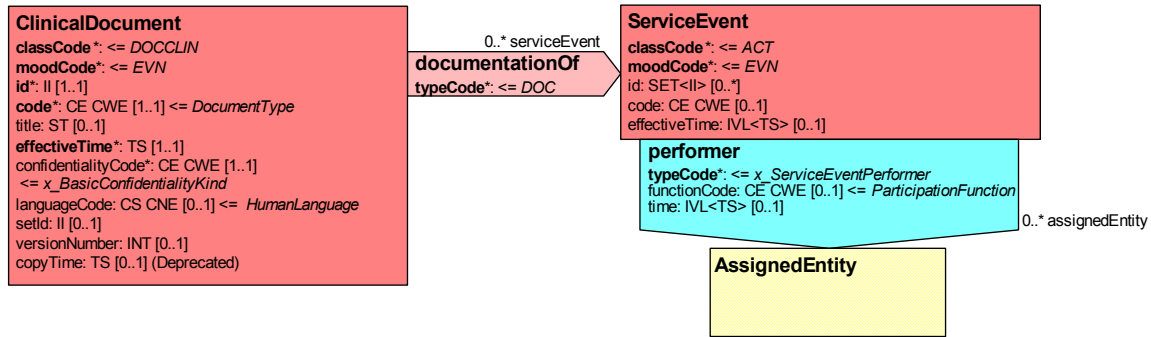 ClinicalDocument
classCode*: <= DOCCLIN
moodCode*: <= EVN
id*: II [1..1]
code*: CE CWE [1..1] <= DocumentType
title: ST [0..1]
effectiveTime*: TS [1..1]
confidentialityCode*: CE CWE [1..1]
<= x_BasicConfidentialityKind
languageCode: CS CNE [0..1] <= HumanLanguage
setId: II [0..1]
versionNumber: INT [0..1]
copyTime: TS [0..1] (Deprecated)
0..* serviceEvent
documentationOf
typeCode*: <= DOC
ServiceEvent
classCode*: <= ACT
moodCode*: <= EVN
id: SET<II> [0..*]
code: CE CWE [0..1]
effectiveTime: IVL<TS> [0..1]
performer
typeCode*: <= x_ServiceEventPerformer
functionCode: CE CWE [0..1] <= ParticipationFunction
time: IVL<TS> [0..1]
0..* assignedEntity
AssignedEntity